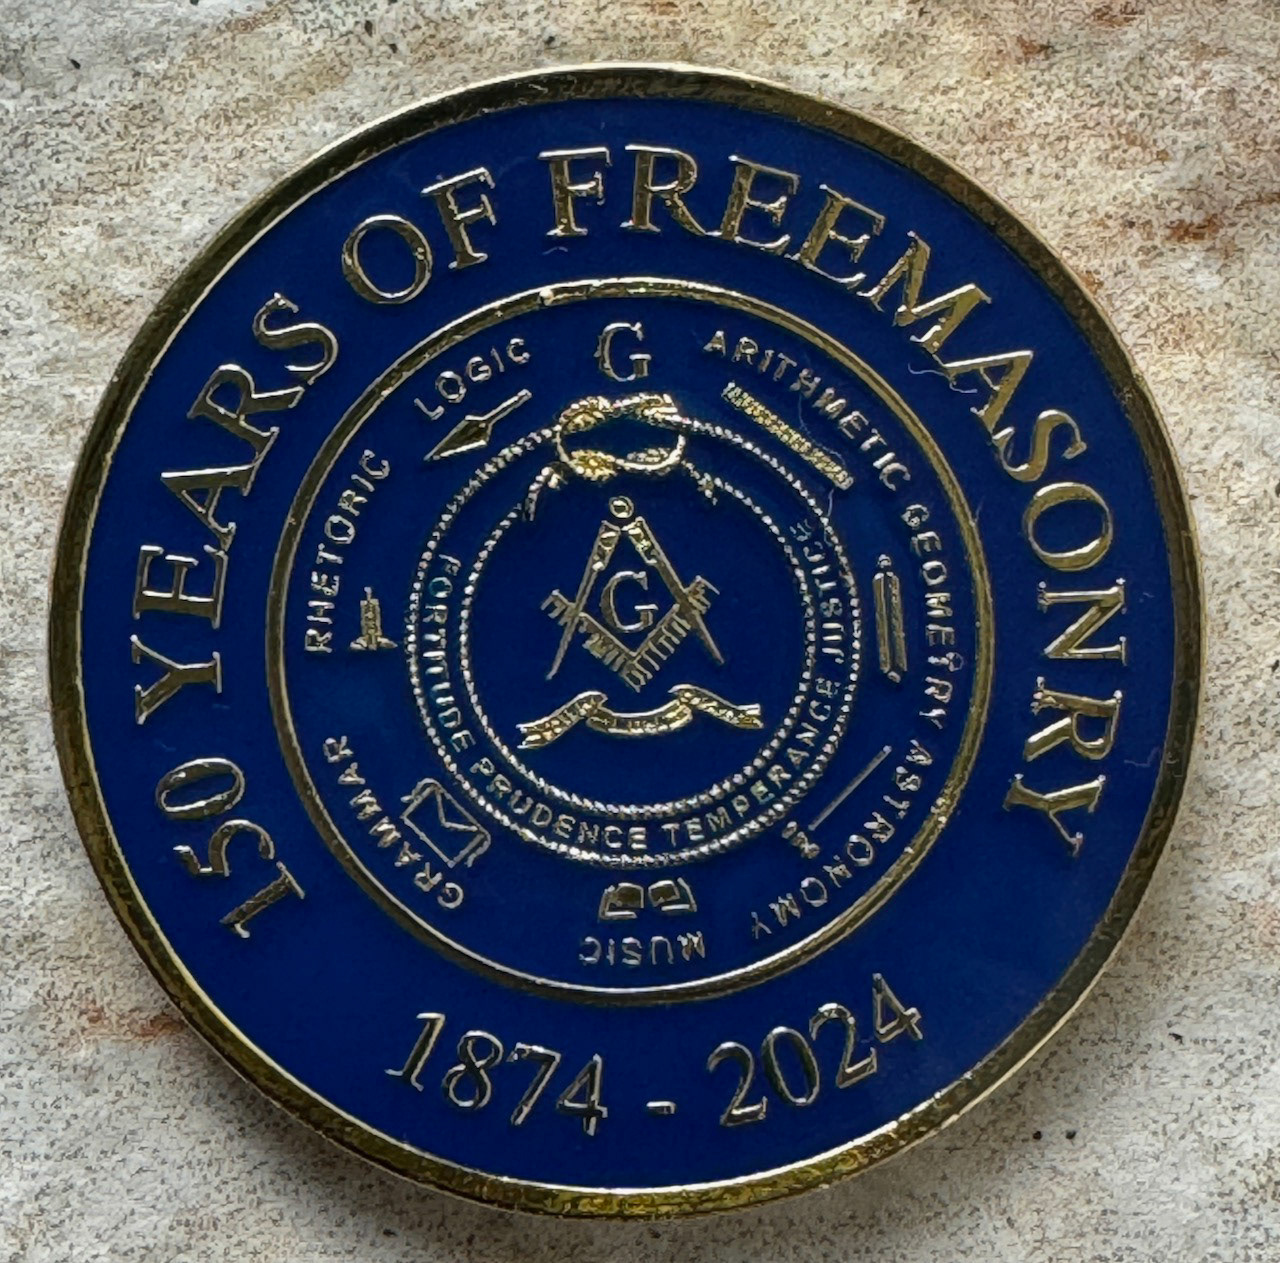 150 YEARS OF FREEMASONRY
1874 - 2024
G
LOGIC
ARITHMETIC
GEOMETRY
ASTRONOMY
MUSIC
GRAMMAR
RHETORIC
FORTITUDE PRUDENCE TEMPERANCE JUSTICE
G